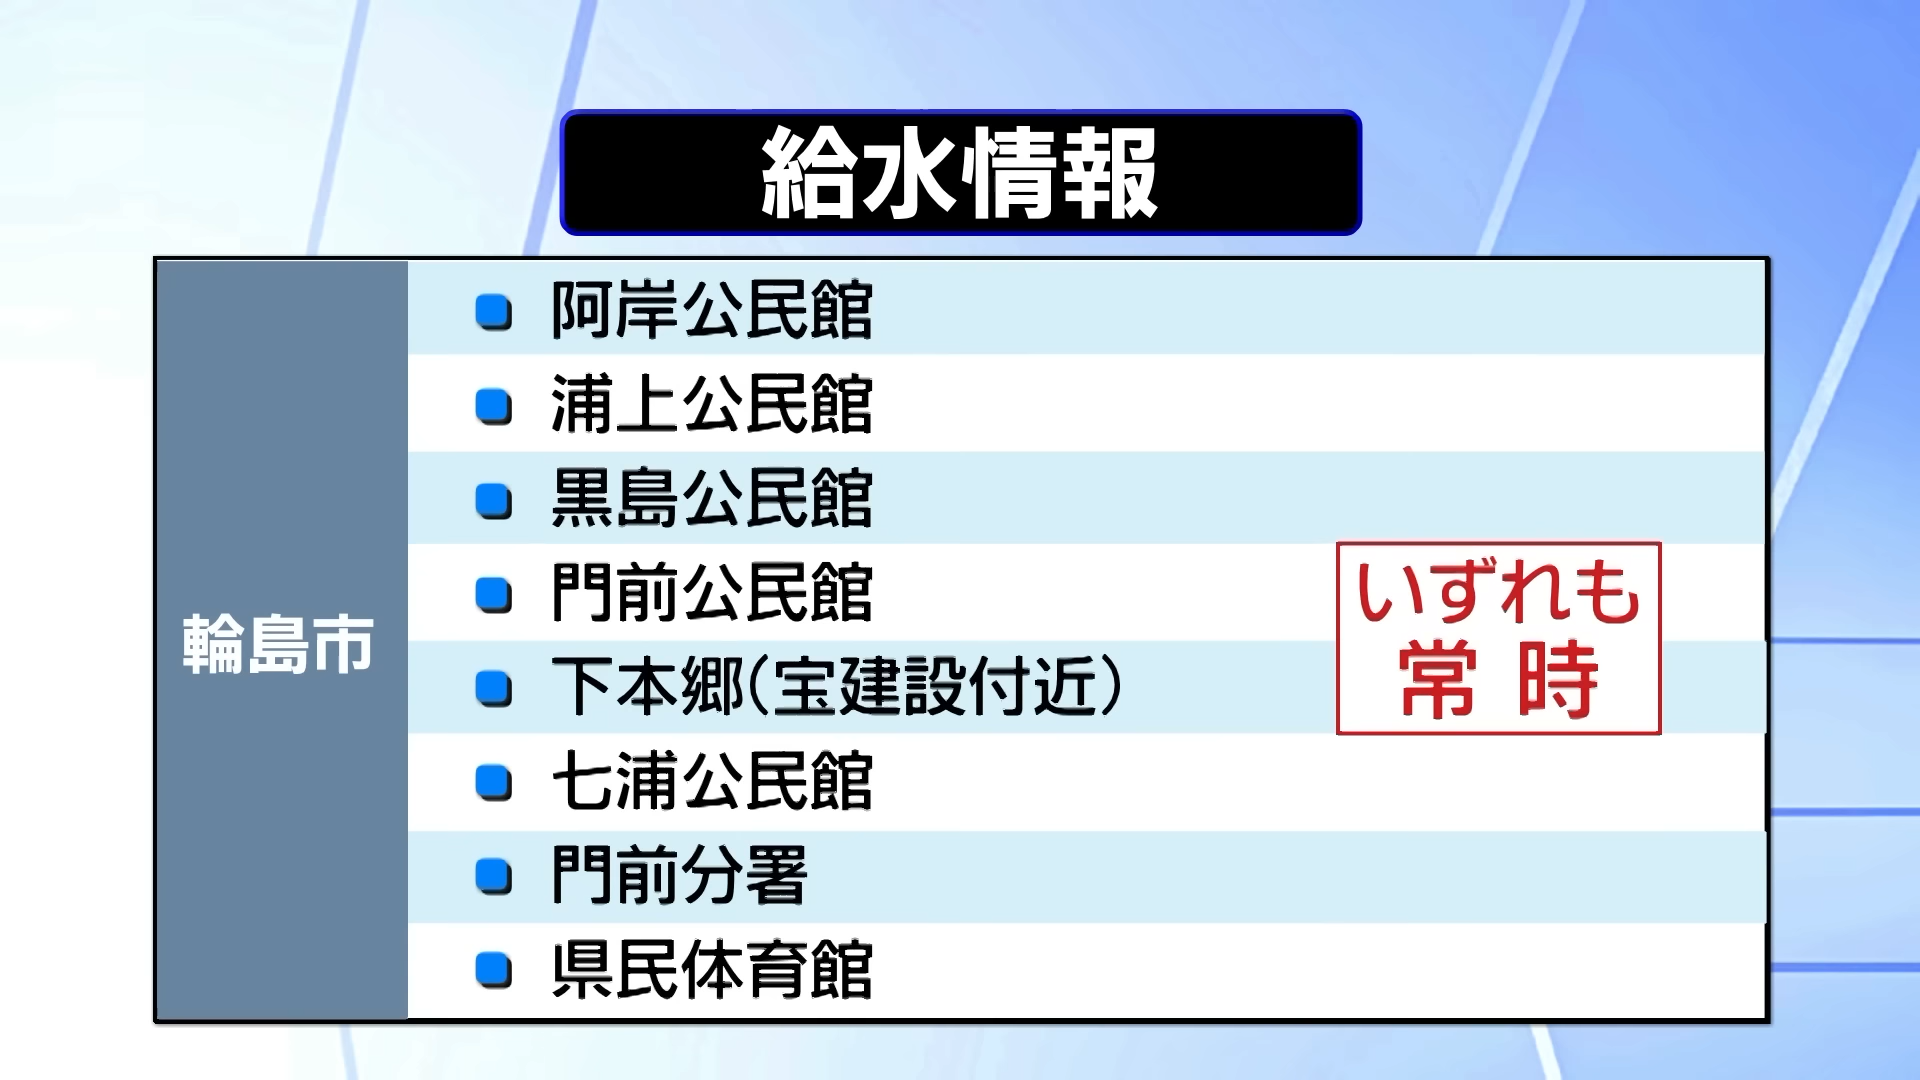 給水情報
輪島市
阿岸公民館
浦上公民館
黒島公民館
門前公民館
下本郷(宝建設付近)
七浦公民館
門前分署
県民体育館
いずれも
常時